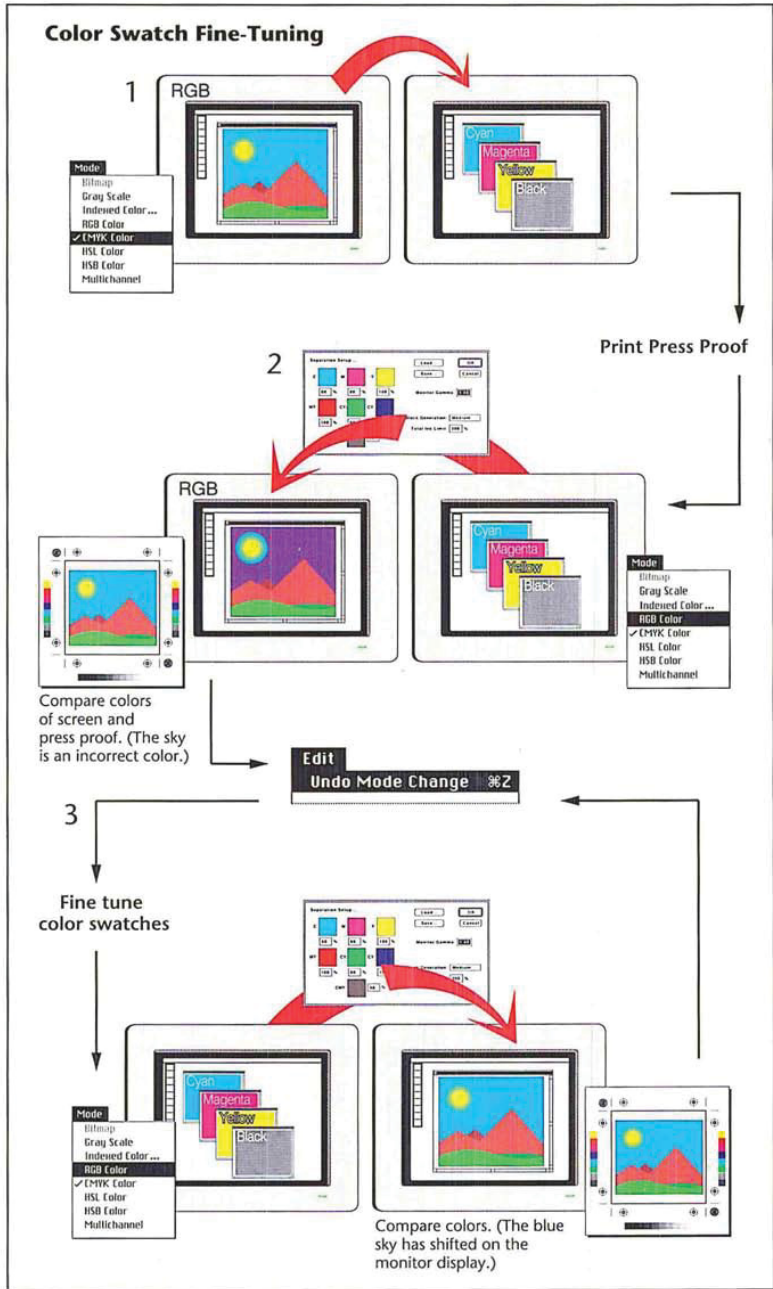 Color Swatch Fine-Tuning
1
RGB
Cyan
Magenta
Yellow
Black
Mode
Bitmap
Gray Scale
Indexed Color...
RGB Color
✓CMYK Color
HSL Color
HSB Color
Multichannel
Print Press Proof
2
Separation Setup...
Load...
OK
Save...
Cancel
C
M
Y
Monitor Gamma
MY
CY
Medium
Total Ink Limit
RGB
Cyan
Magenta
Yellow
Black
Mode
Bitmap
Gray Scale
Indexed Color...
RGB Color
✓CMYK Color
HSL Color
HSB Color
Multichannel
Compare colors
of screen and
press proof. (The sky
is an incorrect color.)
Edit
Undo Mode Change ⌘Z
3
Fine tune
color swatches
Separation Setup...
Load...
OK
Save...
Cancel
C
M
Y
Monitor Gamma
MY
CY
Generation
Medium
CMY
Cyan
Magenta
Yellow
Black
Mode
Bitmap
Gray Scale
Indexed Color...
RGB Color
✓CMYK Color
HSL Color
HSB Color
Multichannel
Compare colors. (The blue
sky has shifted on the
monitor display.)